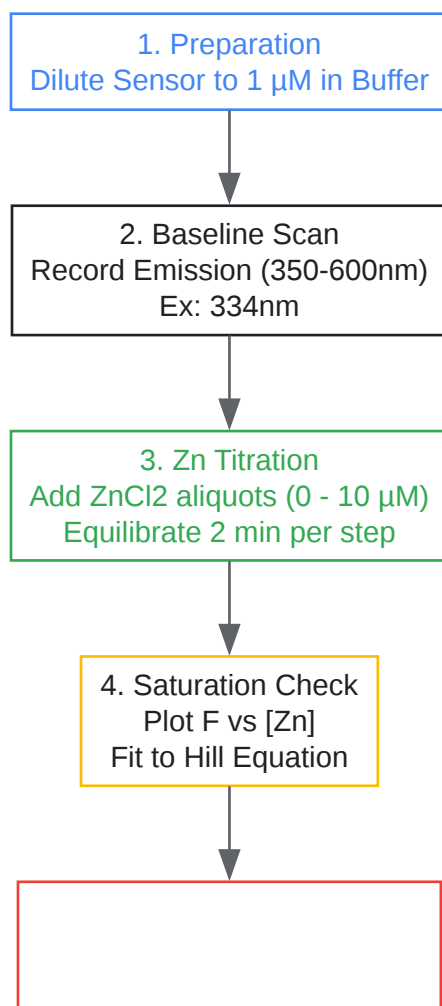 1. Preparation
Dilute Sensor to 1 µM in Buffer
2. Baseline Scan
Record Emission (350-600nm)
Ex: 334nm
3. Zn Titration
Add ZnCl2 aliquots (0 - 10 µM)
Equilibrate 2 min per step
4. Saturation Check
Plot F vs [Zn]
Fit to Hill Equation